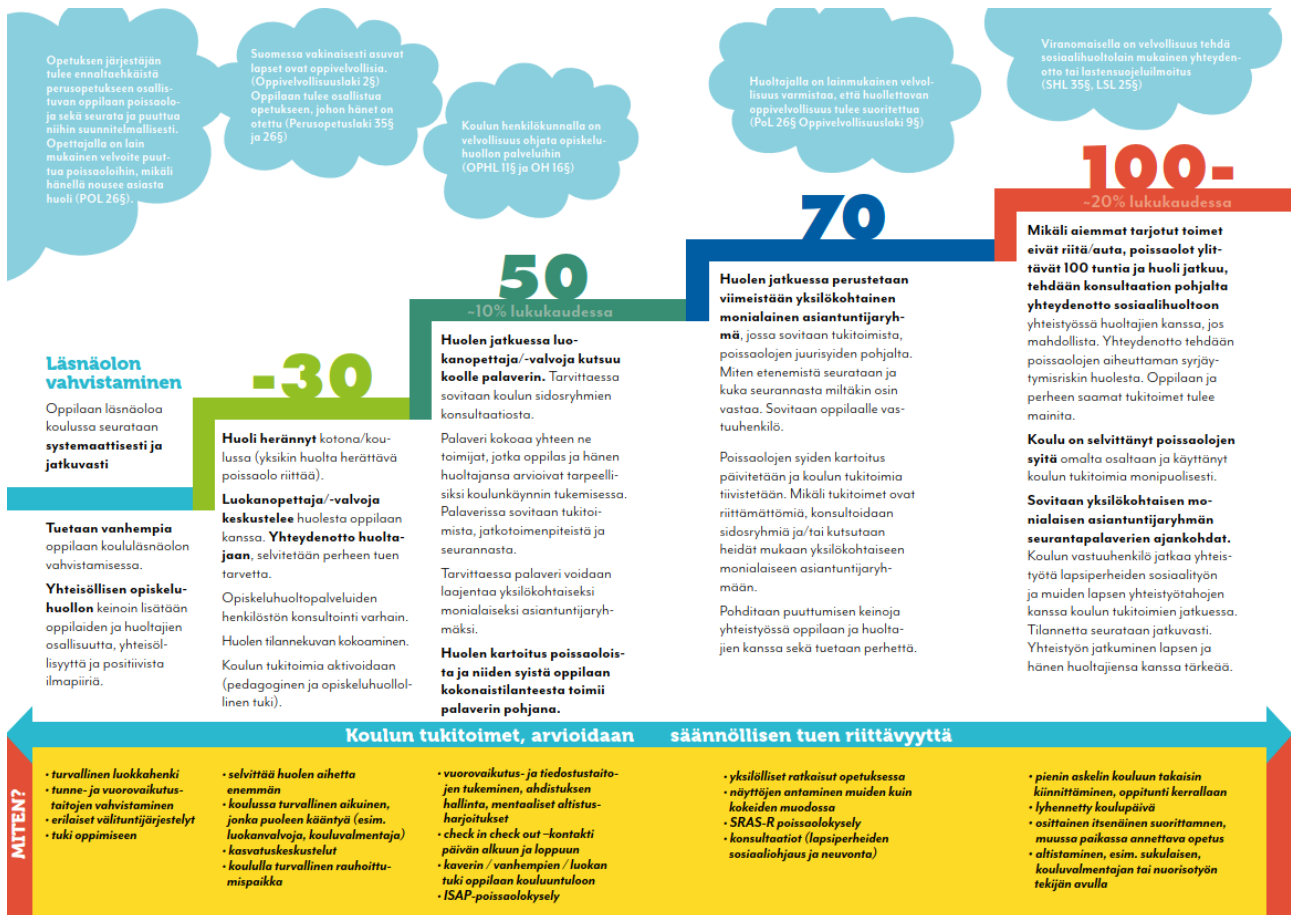 Opetuksen järjestäjän
tulee ennaltaehkäistä
perusopetukseen osallis-
tuvan oppilaan poissaolo-
ja sekä seurata ja puuttua
niihin suunnitelmallisesti.
Opettajalla on lain
mukainen velvoite puut-
tua poissaoloihin, mikäli
hänellä nousee asiasta
huoli (POL 26§).
Suomessa vakinaisesti asuvat
lapset ovat oppivelvollisia.
(Oppivelvollisuuslaki 2§)
Oppilaan tulee osallistua
opetukseen, johon hänet on
otettu (Perusopetuslaki 35§
ja 26§)
Koulun henkilökunnalla on
velvollisuus ohjata opiskelu-
huollon palveluihin
(OPHL 11§ ja OH 16§)
Huoltajalla on lainmukainen velvol-
lisuus varmistaa, että huollettavan
oppivelvollisuus tulee suoritettua
(PoL 26§ Oppivelvollisuuslaki 9§)
Viranomaisella on velvollisuus tehdä
sosiaalihuoltolain mukainen yhteyden-
otto tai lastensuojeluilmoitus
(SHL 35§, LSL 25§)
Läsnäolon
vahvistaminen
Oppilaan läsnäoloa
koulussa seurataan
systemaattisesti ja
jatkuvasti
Tuetaan vanhempia
oppilaan koululäsnäolon
vahvistamisessa.
Yhteisöllisen opiskelu-
huollon keinoin lisätään
oppilaiden ja huoltajien
osallisuutta, yhteisöl-
lisyyttä ja positiivista
ilmapiiriä.
-30
Huoli herännyt kotona/kou-
lussa (yksikin huolta herättävä
poissaolo riittää).
Luokanopettaja/-valvoja
keskustelee huolesta oppilaan
kanssa. Yhteydenotto huolta-
jaan, selvitetään perheen tuen
tarvetta.
Opiskeluhuoltopalveluiden
henkilöstön konsultointi varhain.
Huolen tilannekuvan kokoaminen.
Koulun tukitoimia aktivoidaan
(pedagoginen ja opiskeluhuollol-
linen tuki).
50
~10% lukukaudessa
Huolen jatkuessa luo-
kanopettaja/-valvoja kutsuu
koolle palaverin. Tarvittaessa
sovitaan koulun sidosryhmien
konsultaatiosta.
Palaveri kokoaa yhteen ne
toimijat, jotka oppilas ja hänen
huoltajansa arvioivat tarpeelli-
siksi koulunkäynnin tukemisessa.
Palaverissa sovitaan tukitoi-
mista, jatkotoimenpiteistä ja
seurannasta.
Tarvittaessa palaveri voidaan
laajentaa yksilökohtaiseksi
monialaiseksi asiantuntijaryh-
mäksi.
Huolen kartoitus poissaolois-
ta ja niiden syistä oppilaan
kokonaistilanteesta toimii
palaverin pohjana.
70
Huolen jatkuessa perustetaan
viimeistään yksilökohtainen
monialainen asiantuntijaryh-
mä, jossa sovitaan tukitoimista,
poissaolojen juurisyiden pohjalta.
Miten etenemistä seurataan ja
kuka seurannasta miltäkin osin
vastaa. Sovitaan oppilaalle vas-
tuuhenkilö.
Poissaolojen syiden kartoitus
päivitetään ja koulun tukitoimia
tiivistetään. Mikäli tukitoimet ovat
riittämättömiä, konsultoidaan
sidosryhmiä ja/tai kutsutaan
heidät mukaan yksilökohtaiseen
monialaiseen asiantuntijaryh-
mään.
Pohditaan puuttumisen keinoja
yhteistyössä oppilaan ja huolta-
jien kanssa sekä tuetaan perhettä.
100-
~20% lukukaudessa
Mikäli aiemmat tarjotut toimet
eivät riitä/auta, poissaolot ylit-
tävät 100 tuntia ja huoli jatkuu,
tehdään konsultaation pohjalta
yhteydenotto sosiaalihuoltoon
yhteistyössä huoltajien kanssa, jos
mahdollista. Yhteydenotto tehdään
poissaolojen aiheuttaman syrjäy-
tymisriskin huolesta. Oppilaan ja
perheen saamat tukitoimet tulee
mainita.
Koulu on selvittänyt poissaolojen
syitä omalta osaltaan ja käyttänyt
koulun tukitoimia monipuolisesti.
Sovitaan yksilökohtaisen mo-
nialaisen asiantuntijaryhmän
seurantapalaverien ajankohdat.
Koulun vastuuhenkilö jatkaa yhteis-
työtä lapsiperheiden sosiaalityön
ja muiden lapsen yhteistyötahojen
kanssa koulun tukitoimien jatkuessa.
Tilannetta seurataan jatkuvasti.
Yhteistyön jatkuminen lapsen ja
hänen huoltajiensa kanssa tärkeää.
Koulun tukitoimet, arvioidaan säännöllisen tuen riittävyyttä
MITEN?
• turvallinen luokkahenki
• tunne- ja vuorovaikutus-
taitojen vahvistaminen
• erilaiset välituntijärjestelyt
• tuki oppimiseen
• selvittää huolen aihetta
enemmän
• koulussa turvallinen aikuinen,
jonka puoleen kääntyä (esim.
luokanvalvoja, kouluvalmentaja)
• kasvatuskeskustelut
• koululla turvallinen rauhoittu-
mispaikka
• vuorovaikutus- ja tiedostustaito-
jen tukeminen, ahdistuksen
hallinta, mentaaliset altistus-
harjoitukset
• check in check out –kontakti
päivän alkuun ja loppuun
• kaverin / vanhempien / luokan
tuki oppilaan kouluuntuloon
• ISAP-poissaolokysely
• yksilölliset ratkaisut opetuksessa
• näyttöjen antaminen muiden kuin
kokeiden muodossa
• SRAS-R poissaolokysely
• konsultaatiot (lapsiperheiden
sosiaaliohjaus ja neuvonta)
• pienin askelin kouluun takaisin
kiinnittäminen, oppitunti kerrallaan
• lyhennetty koulupäivä
• osittainen itsenäinen suorittamnen,
muussa paikassa annettava opetus
• altistaminen, esim. sukulaisen,
kouluvalmentajan tai nuorisotyön
tekijän avulla